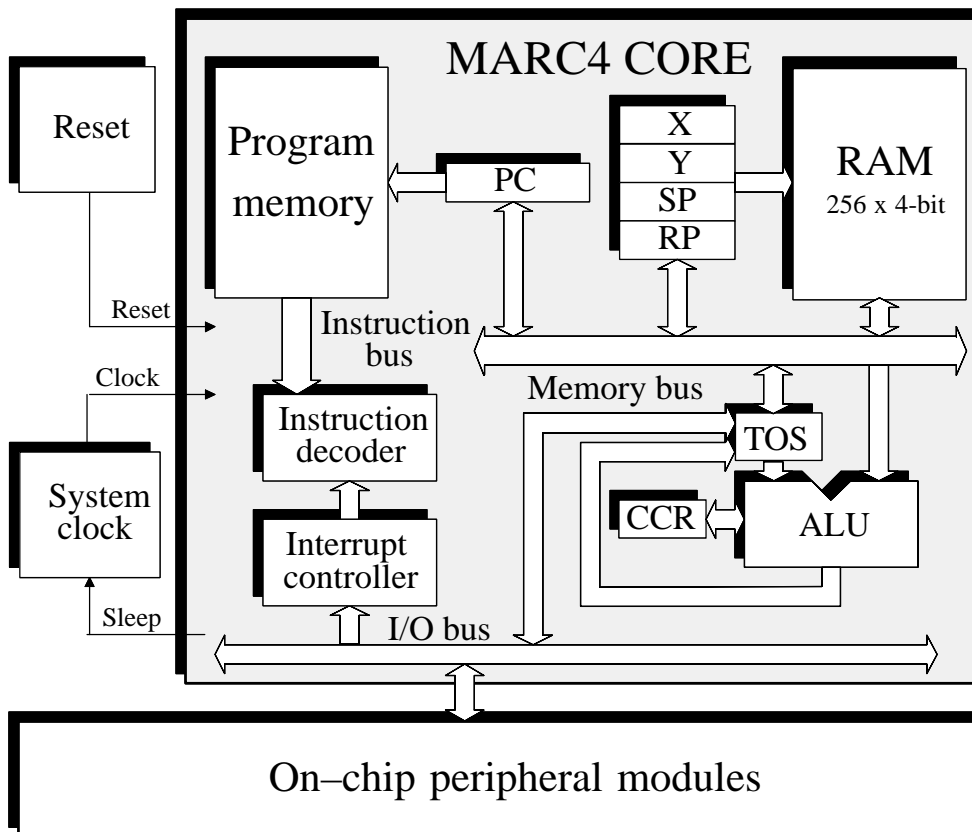 MARC4 CORE
Reset
Program
memory
PC
X
Y
SP
RP
RAM
256 x 4-bit
Reset
Instruction
bus
Clock
Memory bus
Instruction
decoder
TOS
System
clock
CCR
ALU
Interrupt
controller
Sleep
I/O bus
On–chip peripheral modules